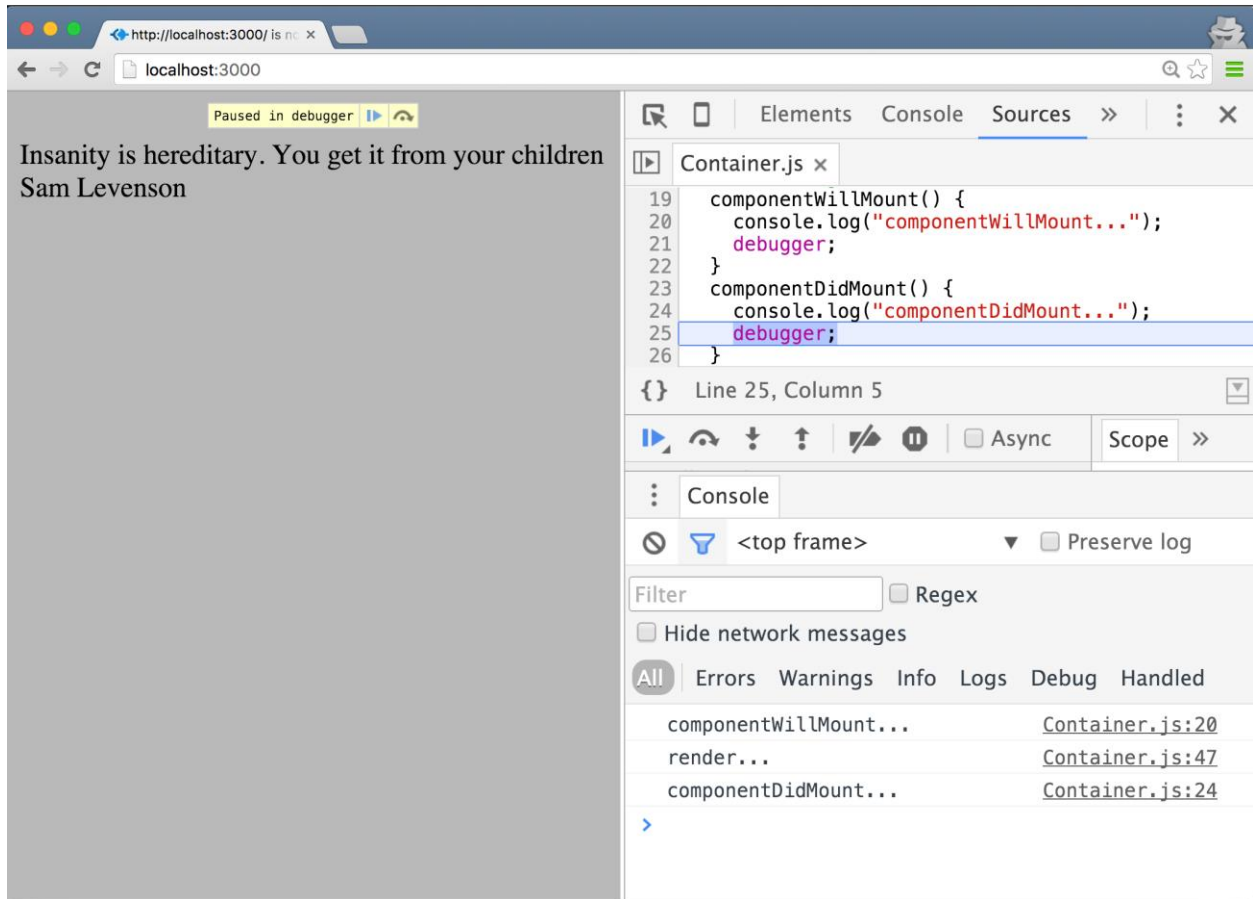 http://localhost:3000/ is no
localhost:3000
Paused in debugger
Insanity is hereditary. You get it from your children
Sam Levenson
Elements Console Sources »
Container.js ×
19 componentWillMount() {
20 console.log("componentWillMount...");
21 debugger;
22 }
23 componentDidMount() {
24 console.log("componentDidMount...");
25 debugger;
26 }
{} Line 25, Column 5
Async Scope »
Console
<top frame> ▼ Preserve log
Filter Regex
Hide network messages
All Errors Warnings Info Logs Debug Handled
componentWillMount... Container.js:20
render... Container.js:47
componentDidMount... Container.js:24
>